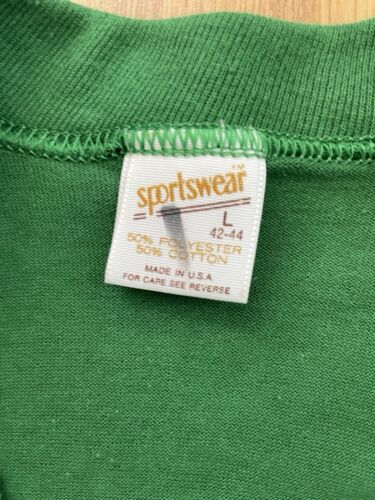 sportswear™
L
42-44
50% POLYESTER
50% COTTON
MADE IN U.S.A.
FOR CARE SEE REVERSE